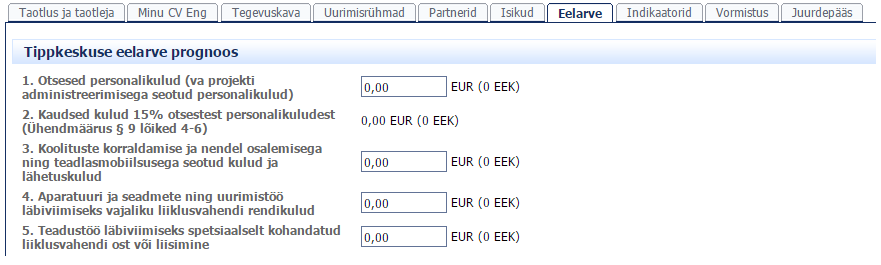 Taotlus ja taotleja Minu CV Eng Tegevuskava Uurimisrühmad Partnerid Isikud Eelarve Indikaatorid Vormistus Juurdepääs
Tippkeskuse eelarve prognoos
1. Otsesed personalikulud (va projekti
administreerimisega seotud personalikulud)
0,00 EUR (0 EEK)
2. Kaudsed kulud 15% otsestest personalikuludest
(Ühendmäärus § 9 lõiked 4-6)
0,00 EUR (0 EEK)
3. Koolituste korraldamise ja nendel osalemisega
ning teadlasmobiilsusega seotud kulud ja
lähetuskulud
0,00 EUR (0 EEK)
4. Aparatuuri ja seadmete ning uurimistöö
läbiviimiseks vajaliku liiklusvahendi rendikulud
0,00 EUR (0 EEK)
5. Teadustöö läbiviimiseks spetsiaalselt kohandatud
liiklusvahendi ost või liisimine
0,00 EUR (0 EEK)